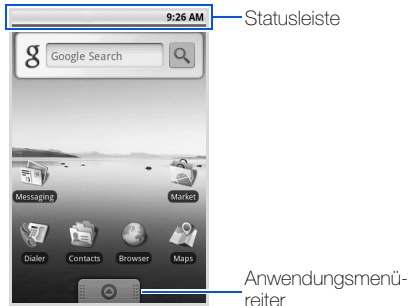 9:26 AM
Statusleiste
g Google Search
Messaging Market
Dialer Contacts Browser Maps
Anwendungsmenü-
reiter